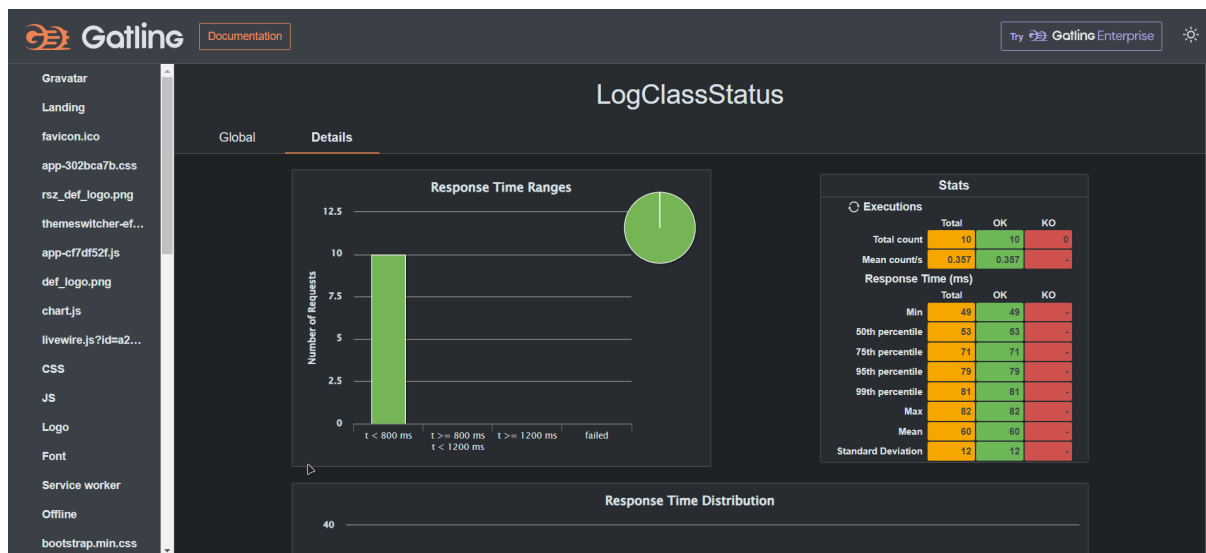 Gatling
Documentation
Try Gatling Enterprise
Gravatar
Landing
favicon.ico
app-302bca7b.css
rsz_def_logo.png
themeswitcher-ef...
app-cf7df52f.js
def_logo.png
chart.js
livewire.js?id=a2...
CSS
JS
Logo
Font
Service worker
Offline
bootstrap.min.css
LogClassStatus
Global
Details
Response Time Ranges
Number of Requests
12.5
10
7.5
5
2.5
0
t < 800 ms
t >= 800 ms
t < 1200 ms
t >= 1200 ms
failed
Stats
Executions
Total OK KO
Total count 10 10 0
Mean count/s 0.357 0.357 -
Response Time (ms)
Total OK KO
Min 49 49 -
50th percentile 53 53 -
75th percentile 71 71 -
95th percentile 79 79 -
99th percentile 81 81 -
Max 82 82 -
Mean 60 60 -
Standard Deviation 12 12 -
Response Time Distribution
40